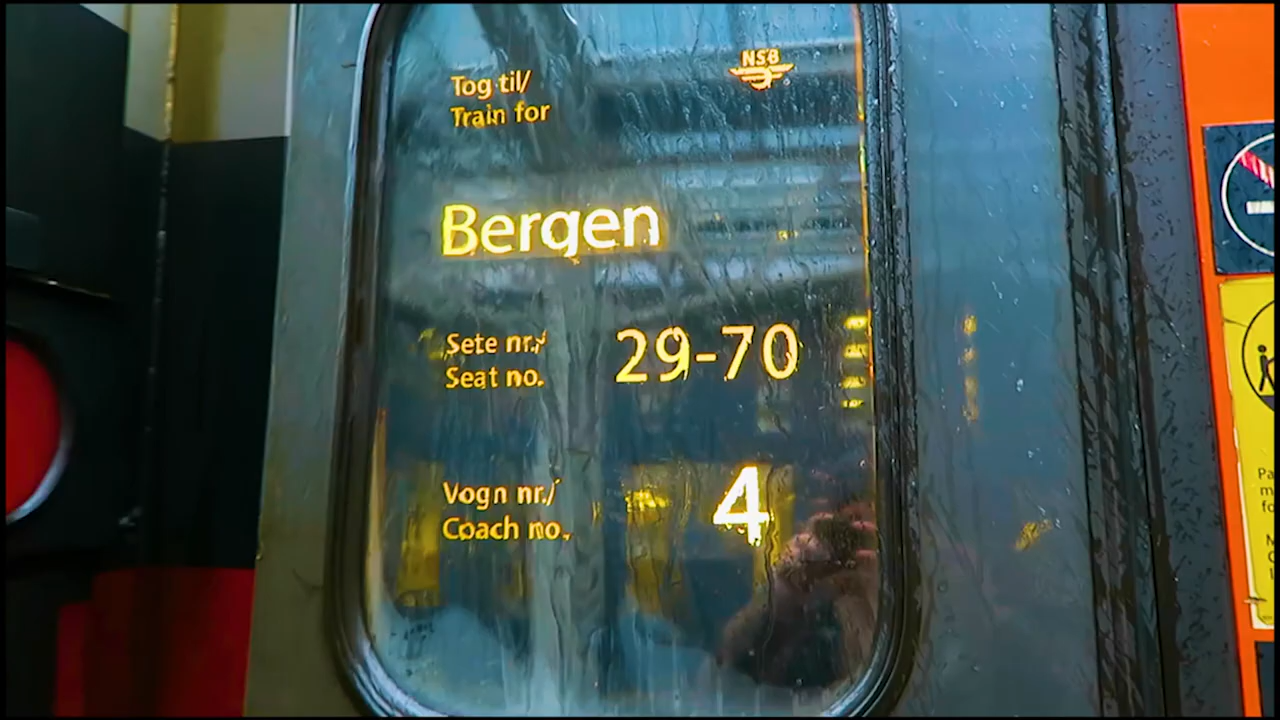 NSB
Tog til/
Train for
Bergen
Sete nr./
Seat no.
29-70
Vogn nr./
Coach no.
4